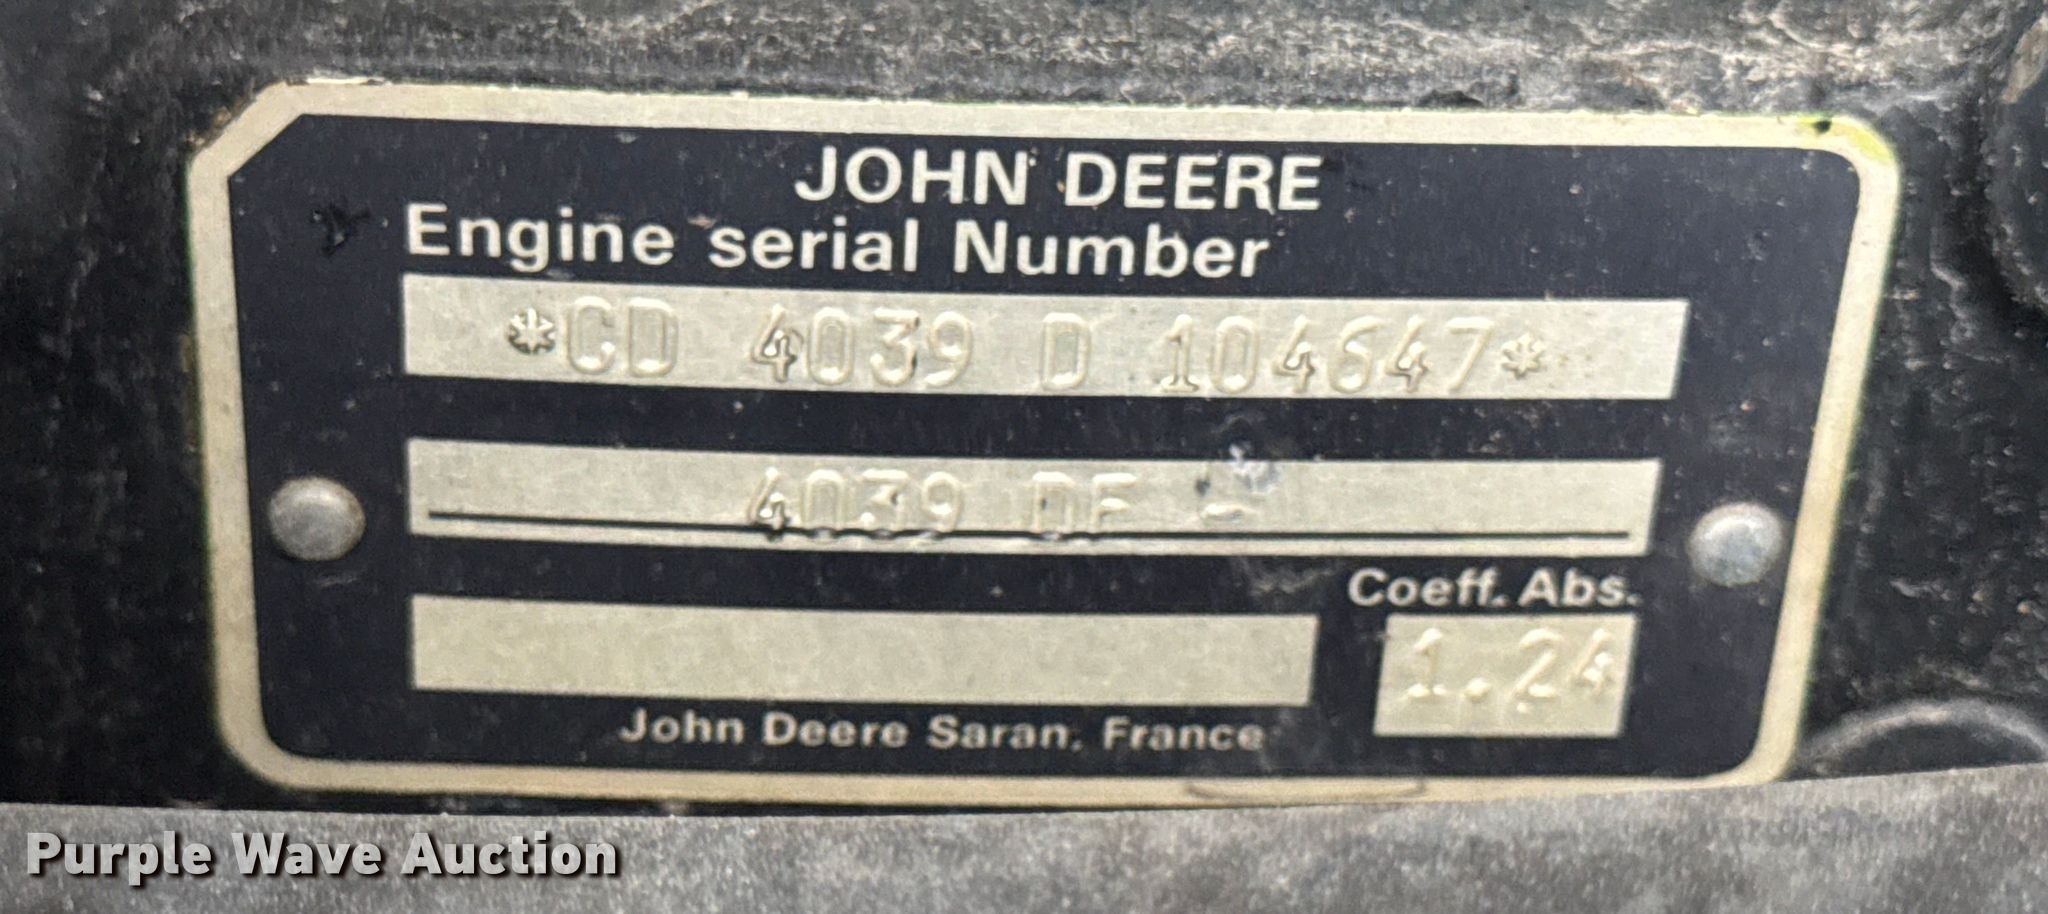 JOHN DEERE
Engine serial Number
*CD 4039 D 104647*
4039 DF -
Coeff. Abs.
1.24
John Deere Saran. France
Purple Wave Auction